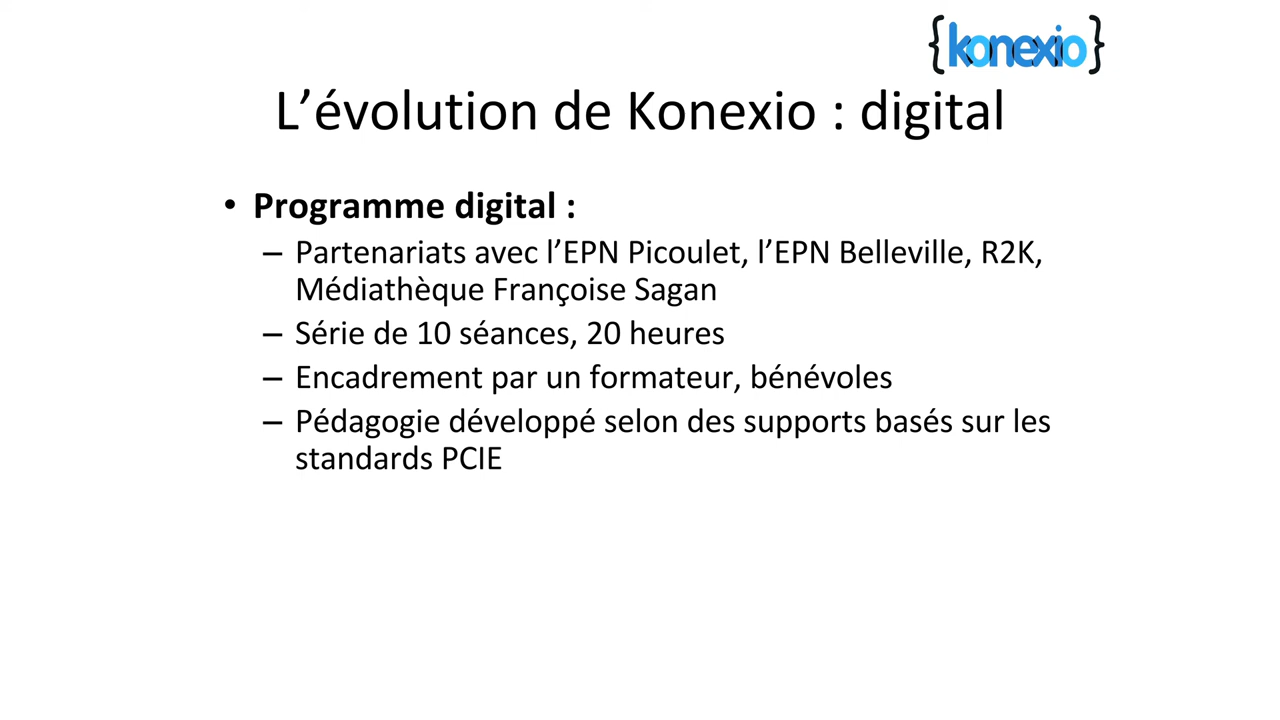 {konexio}
L’évolution de Konexio : digital
• Programme digital :
– Partenariats avec l’EPN Picoulet, l’EPN Belleville, R2K,
Médiathèque Françoise Sagan
– Série de 10 séances, 20 heures
– Encadrement par un formateur, bénévoles
– Pédagogie développé selon des supports basés sur les
standards PCIE